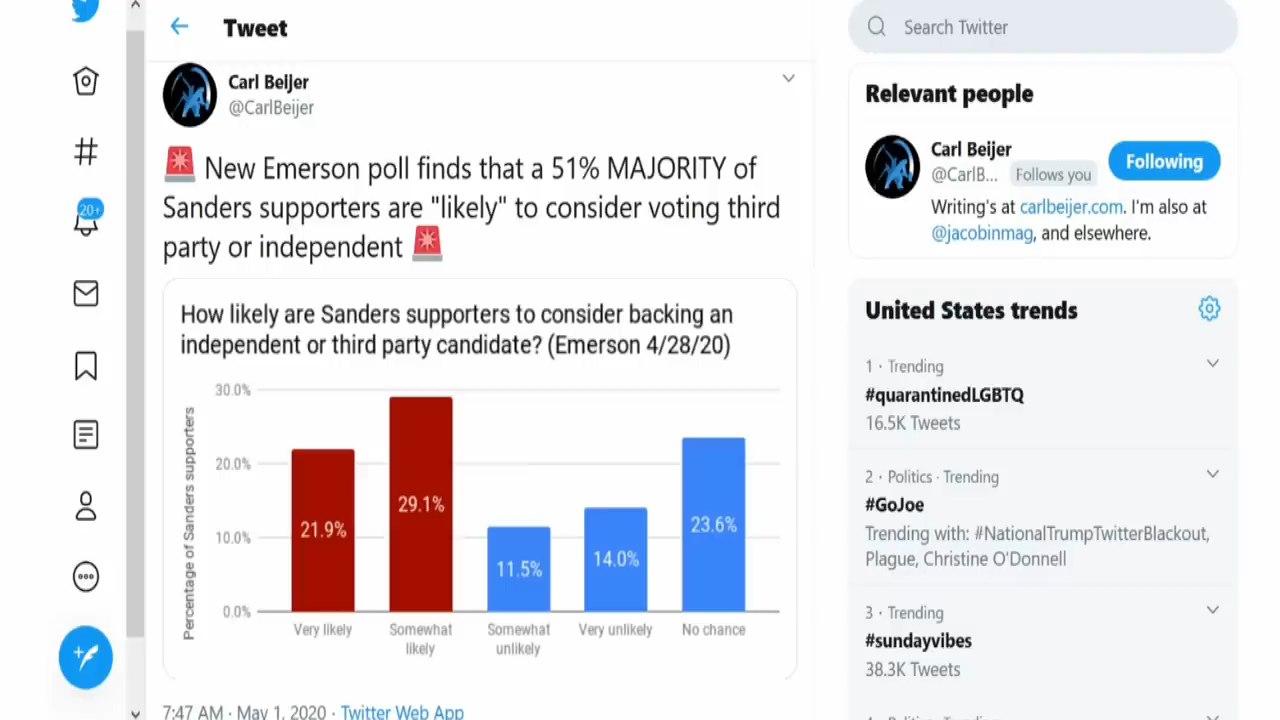 Tweet
Search Twitter
20+
Carl Beijer
@CarlBeijer
New Emerson poll finds that a 51% MAJORITY of
Sanders supporters are "likely" to consider voting third
party or independent
How likely are Sanders supporters to consider backing an
independent or third party candidate? (Emerson 4/28/20)
Percentage of Sanders supporters
30.0%
20.0%
10.0%
0.0%
21.9%
29.1%
11.5%
14.0%
23.6%
Very likely
Somewhat
likely
Somewhat
unlikely
Very unlikely
No chance
7:47 AM · May 1, 2020 · Twitter Web App
Relevant people
Carl Beijer
@CarlB... Follows you
Following
Writing's at carlbeijer.com. I'm also at
@jacobinmag, and elsewhere.
United States trends
1 · Trending
#quarantinedLGBTQ
16.5K Tweets
2 · Politics · Trending
#GoJoe
Trending with: #NationalTrumpTwitterBlackout,
Plague, Christine O'Donnell
3 · Trending
#sundayvibes
38.3K Tweets